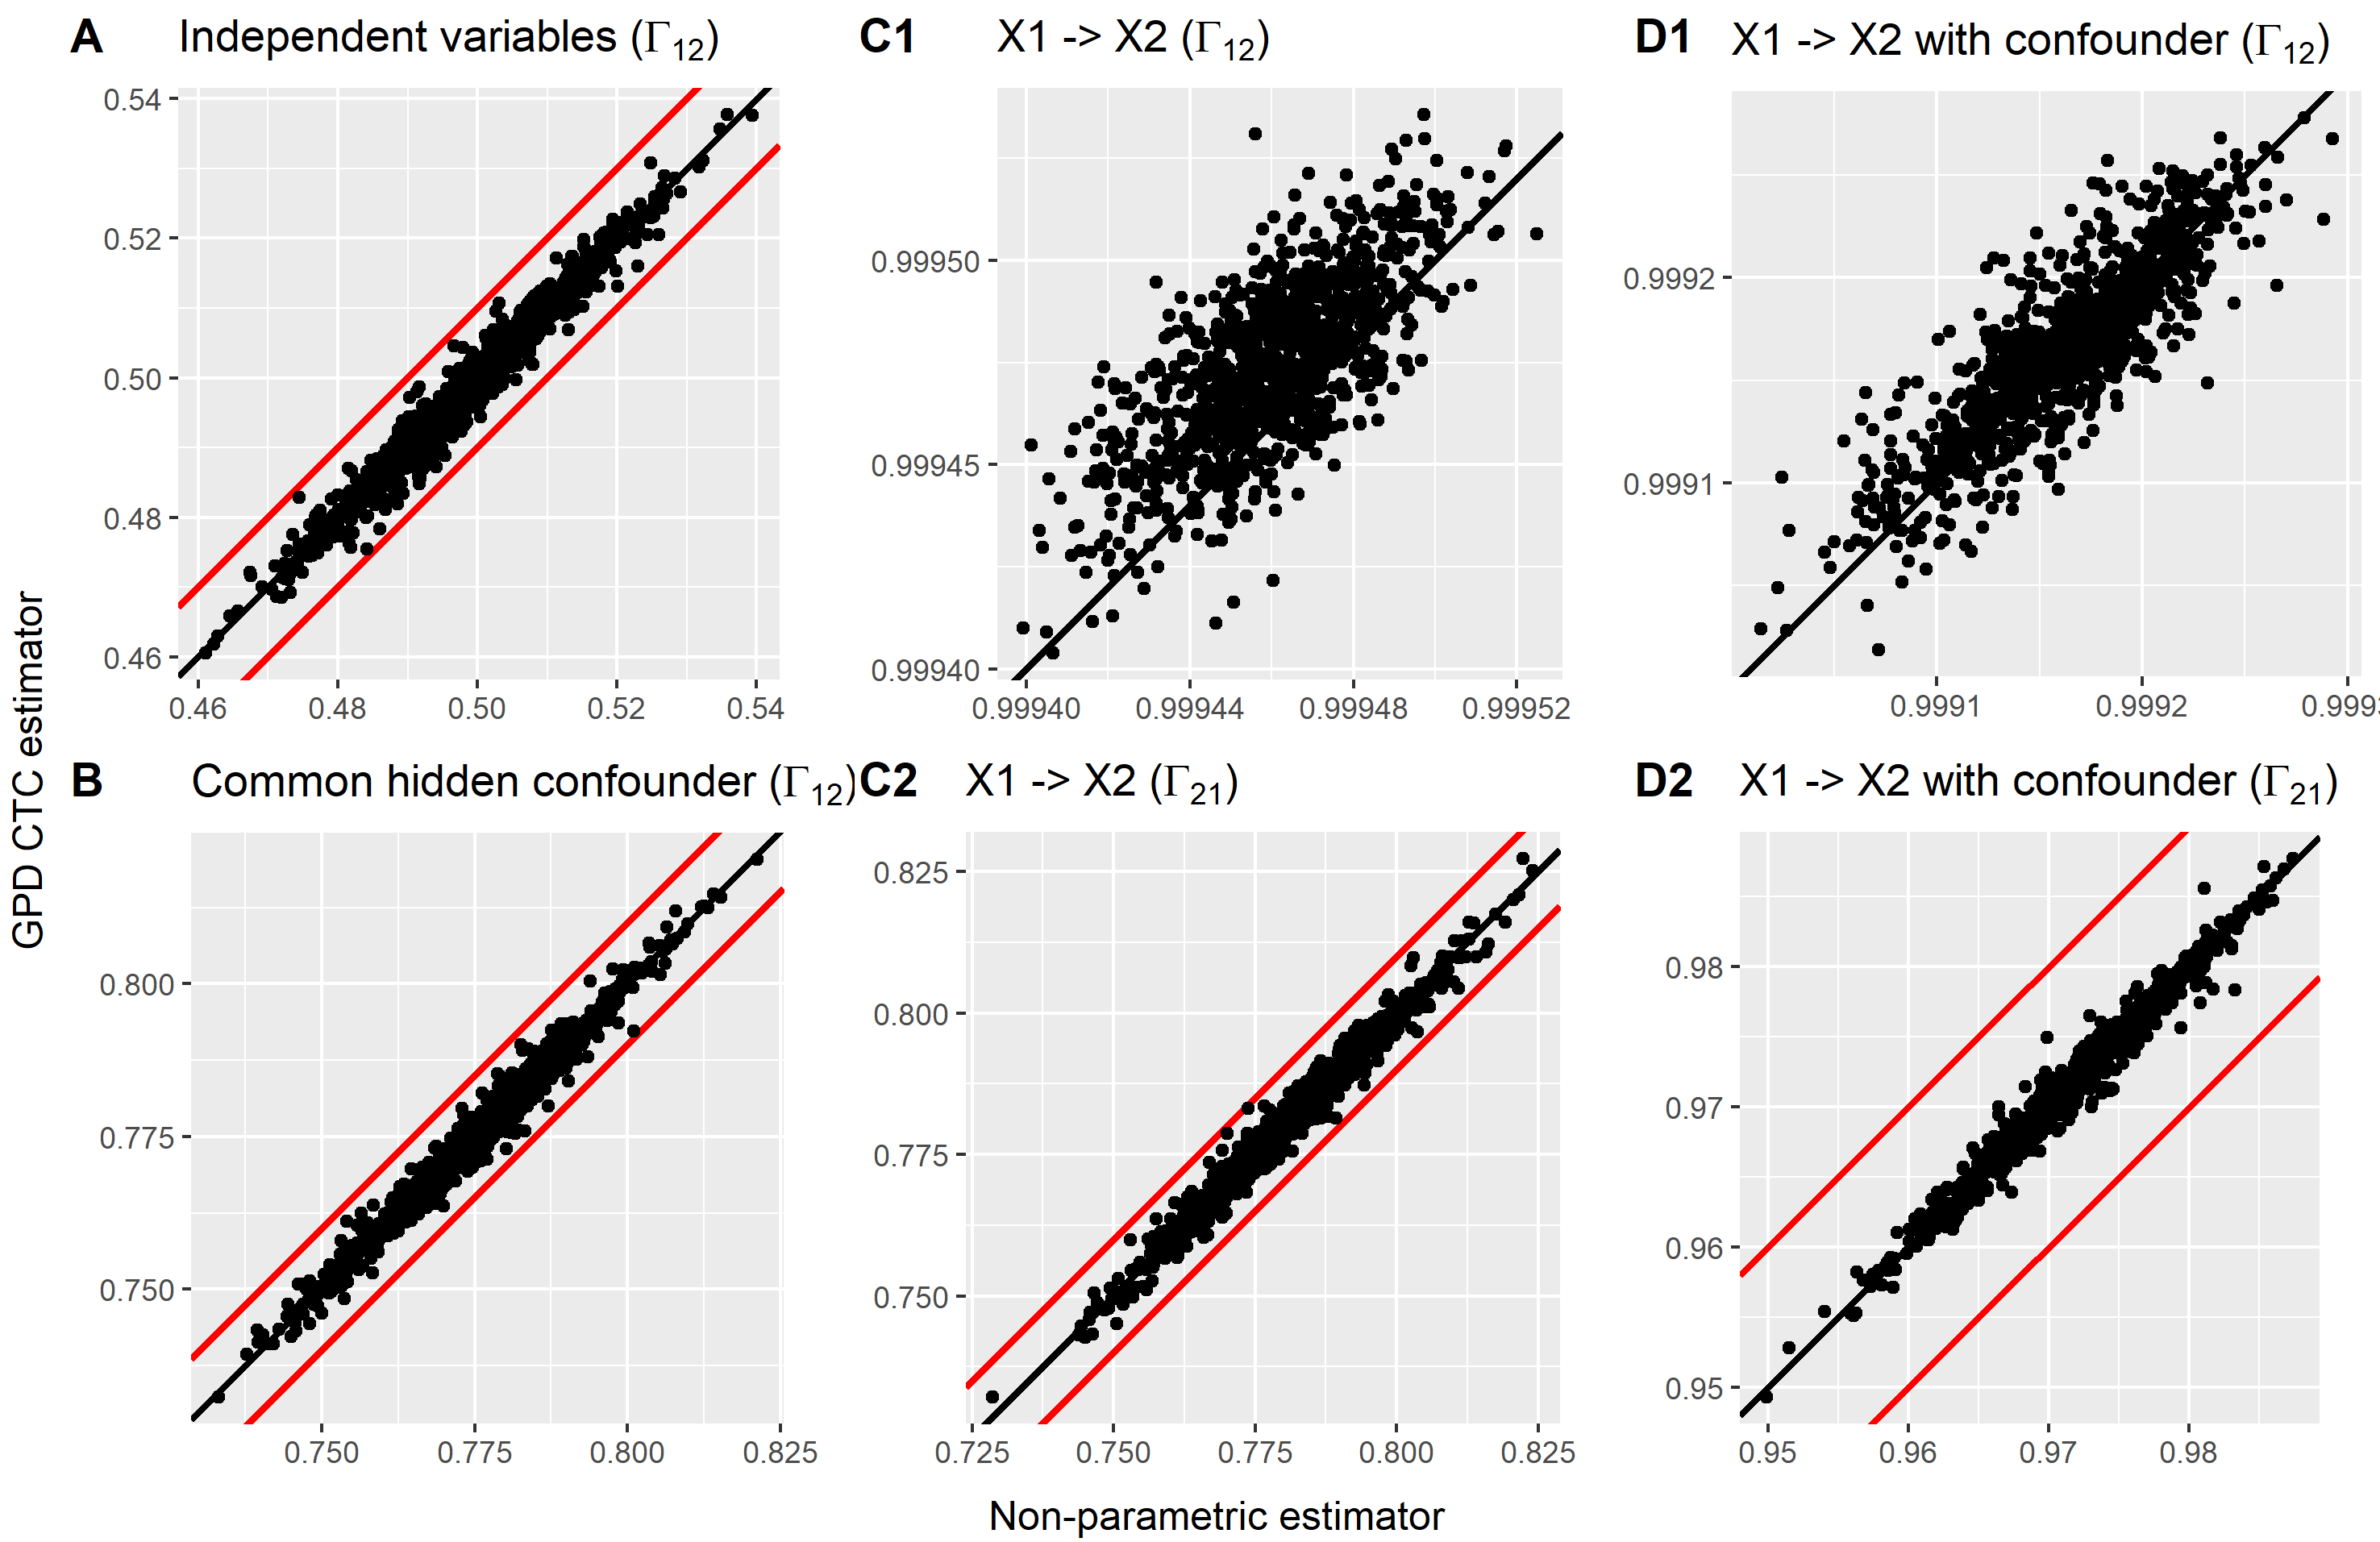 A Independent variables (Γ12)
0.54
0.52
0.50
0.48
0.46
0.46 0.48 0.50 0.52 0.54
C1 X1 -> X2 (Γ12)
0.99950
0.99945
0.99940
0.99940 0.99944 0.99948 0.99952
D1 X1 -> X2 with confounder (Γ12)
0.9992
0.9991
0.9991 0.9992 0.999
GPD CTC estimator
B Common hidden confounder (Γ12)
0.800
0.775
0.750
0.750 0.775 0.800 0.825
C2 X1 -> X2 (Γ21)
0.825
0.800
0.775
0.750
0.725 0.750 0.775 0.800 0.825
D2 X1 -> X2 with confounder (Γ21)
0.98
0.97
0.96
0.95
0.95 0.96 0.97 0.98
Non-parametric estimator